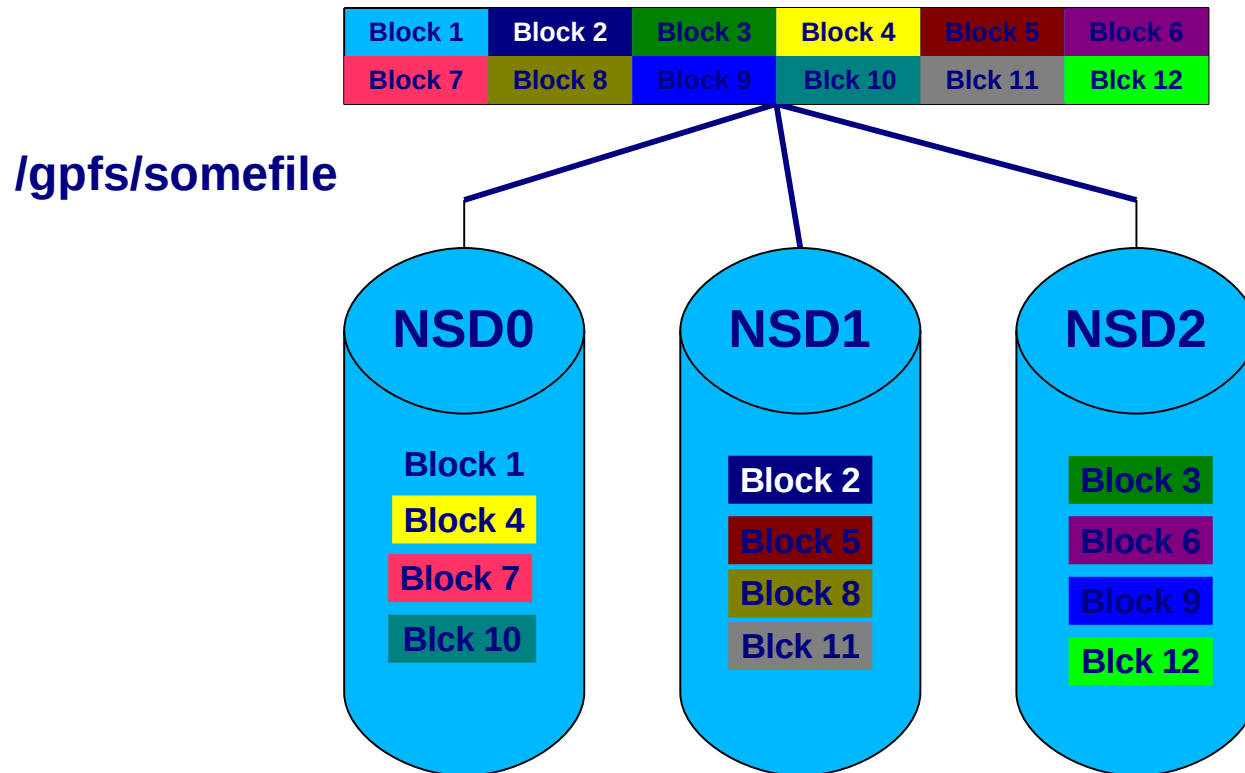 Block 1 Block 2 Block 3 Block 4 Block 5 Block 6
Block 7 Block 8 Block 9 Blck 10 Blck 11 Blck 12
/gpfs/somefile
NSD0 NSD1 NSD2
Block 1
Block 4
Block 7
Blck 10
Block 2
Block 5
Block 8
Blck 11
Block 3
Block 6
Block 9
Blck 12